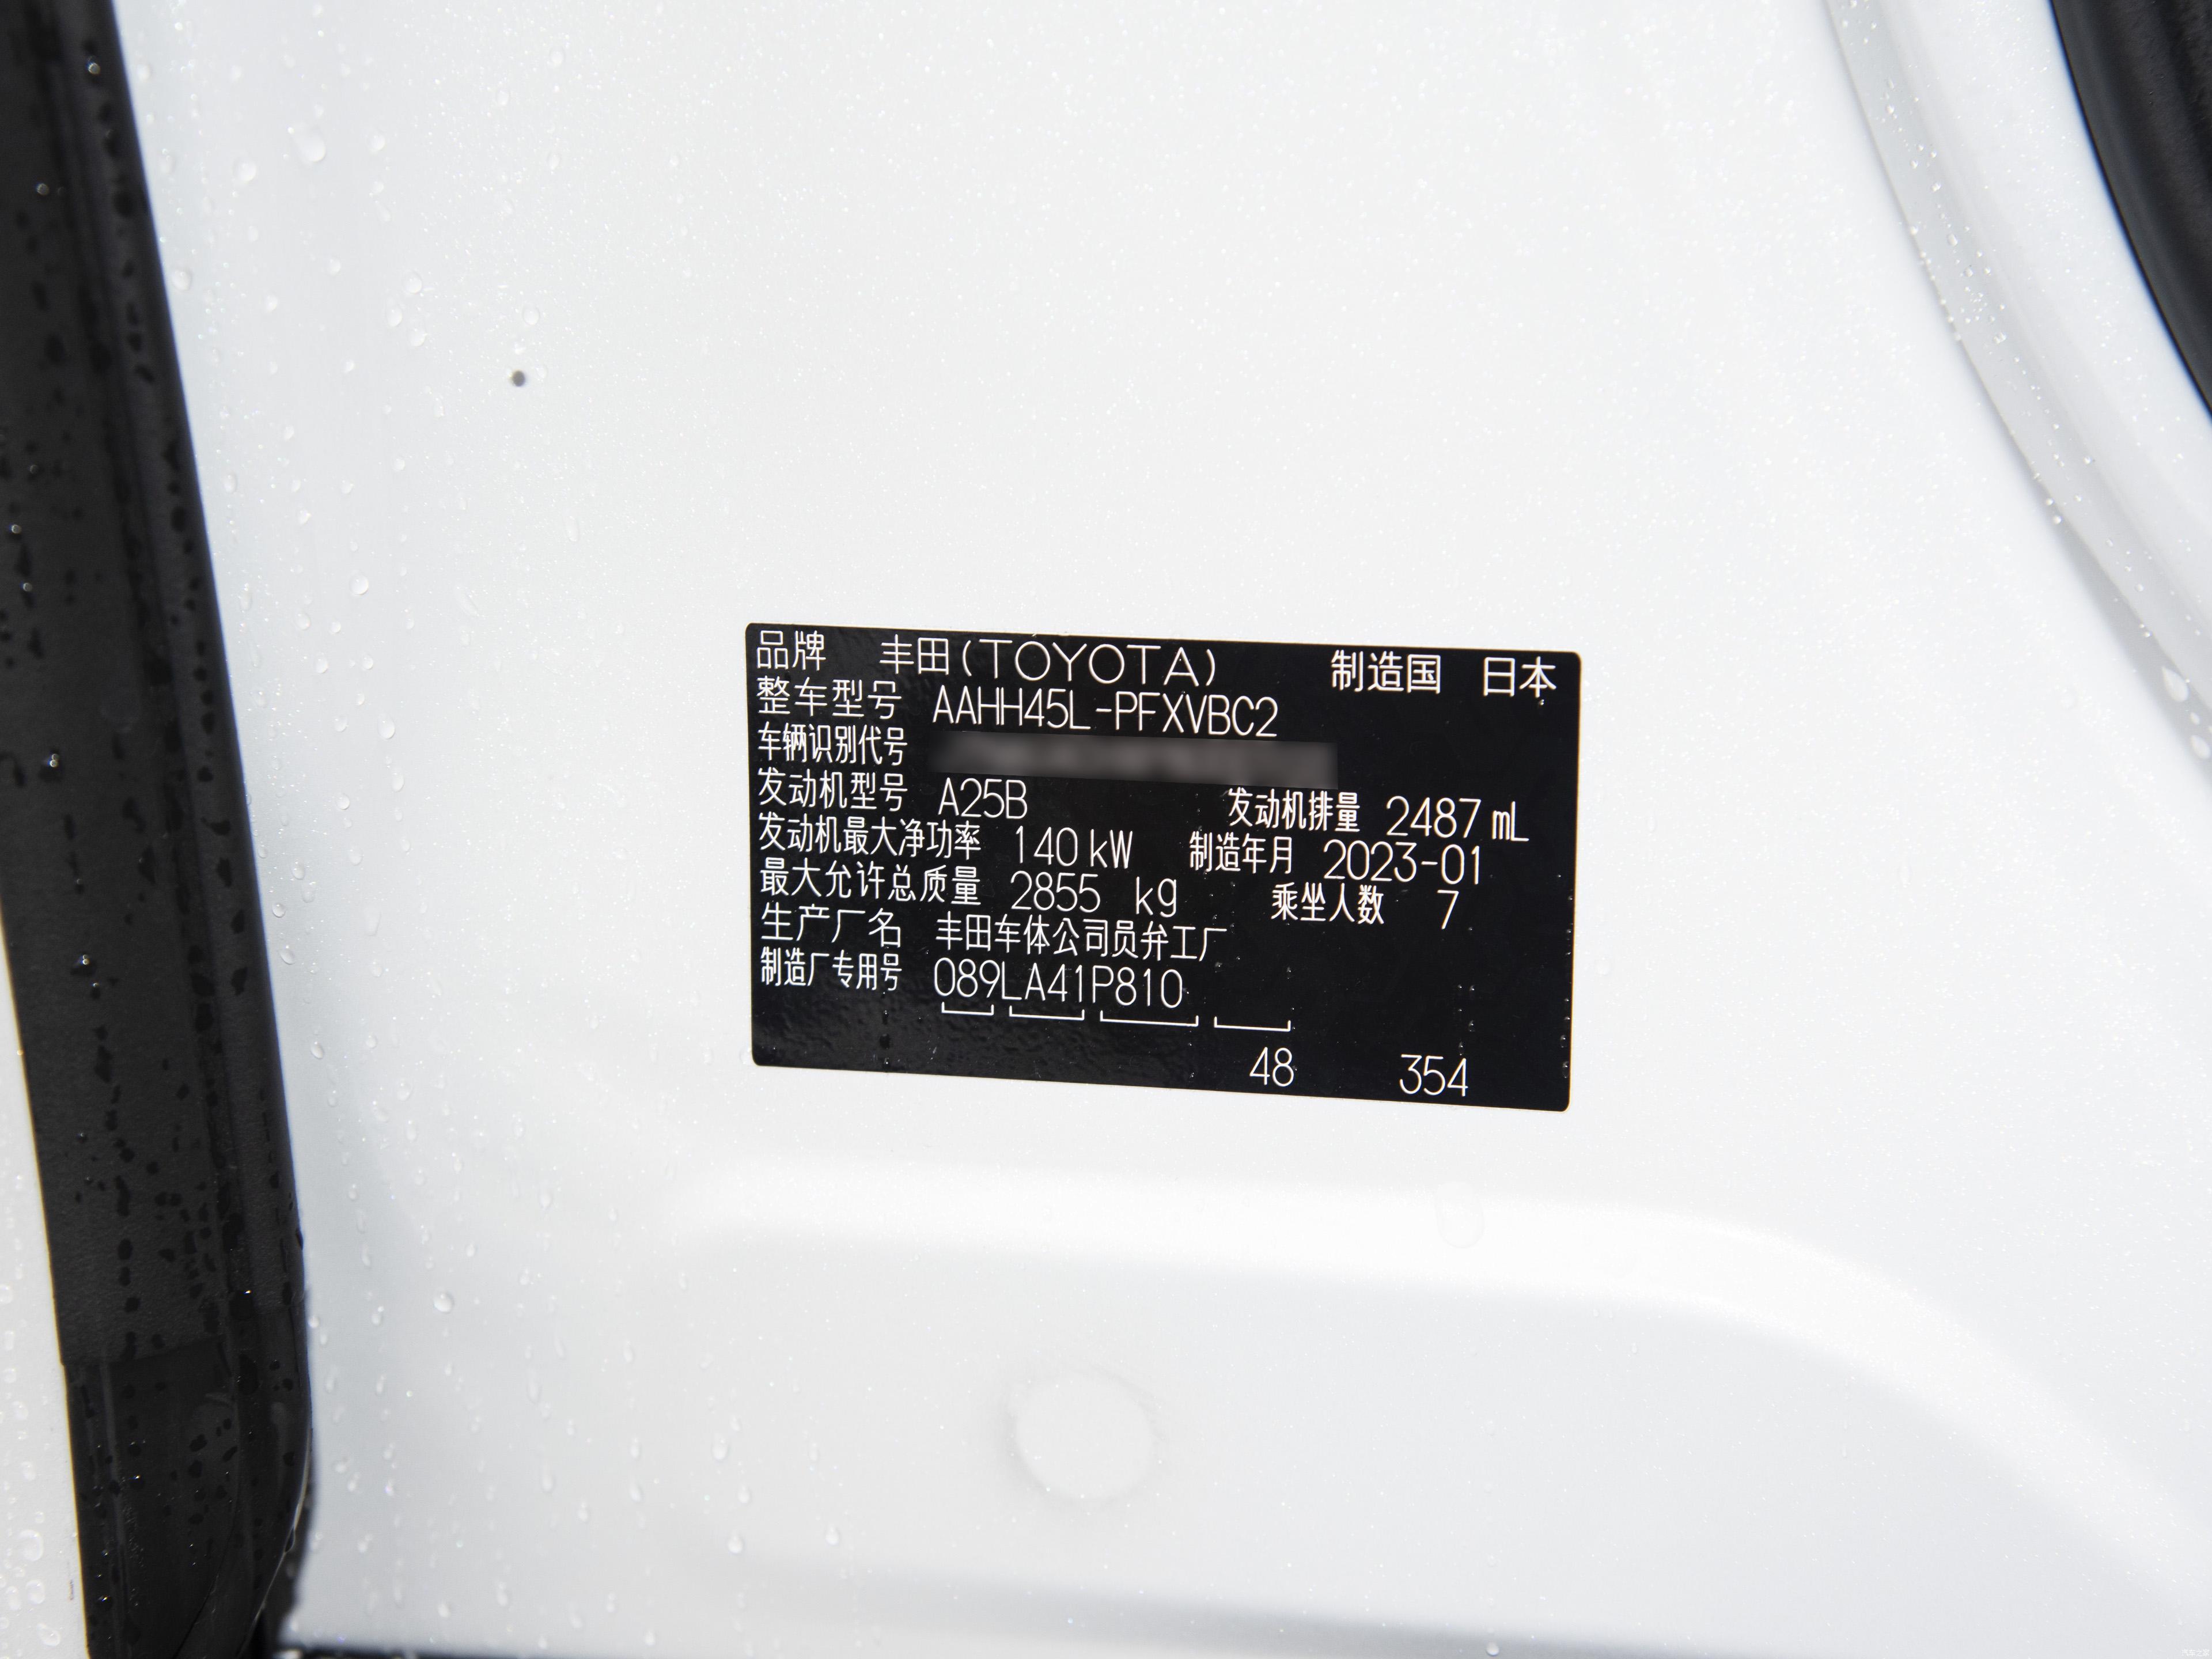 品牌 丰田(TOYOTA) 制造国 日本
整车型号 AAHH45L-PFXVBC2
车辆识别代号
发动机型号 A25B 发动机排量 2487 mL
发动机最大净功率 140 kW 制造年月 2023-01
最大允许总质量 2855 kg 乘坐人数 7
生产厂名 丰田车体公司员弁工厂
制造厂专用号 089LA41P810
48 354